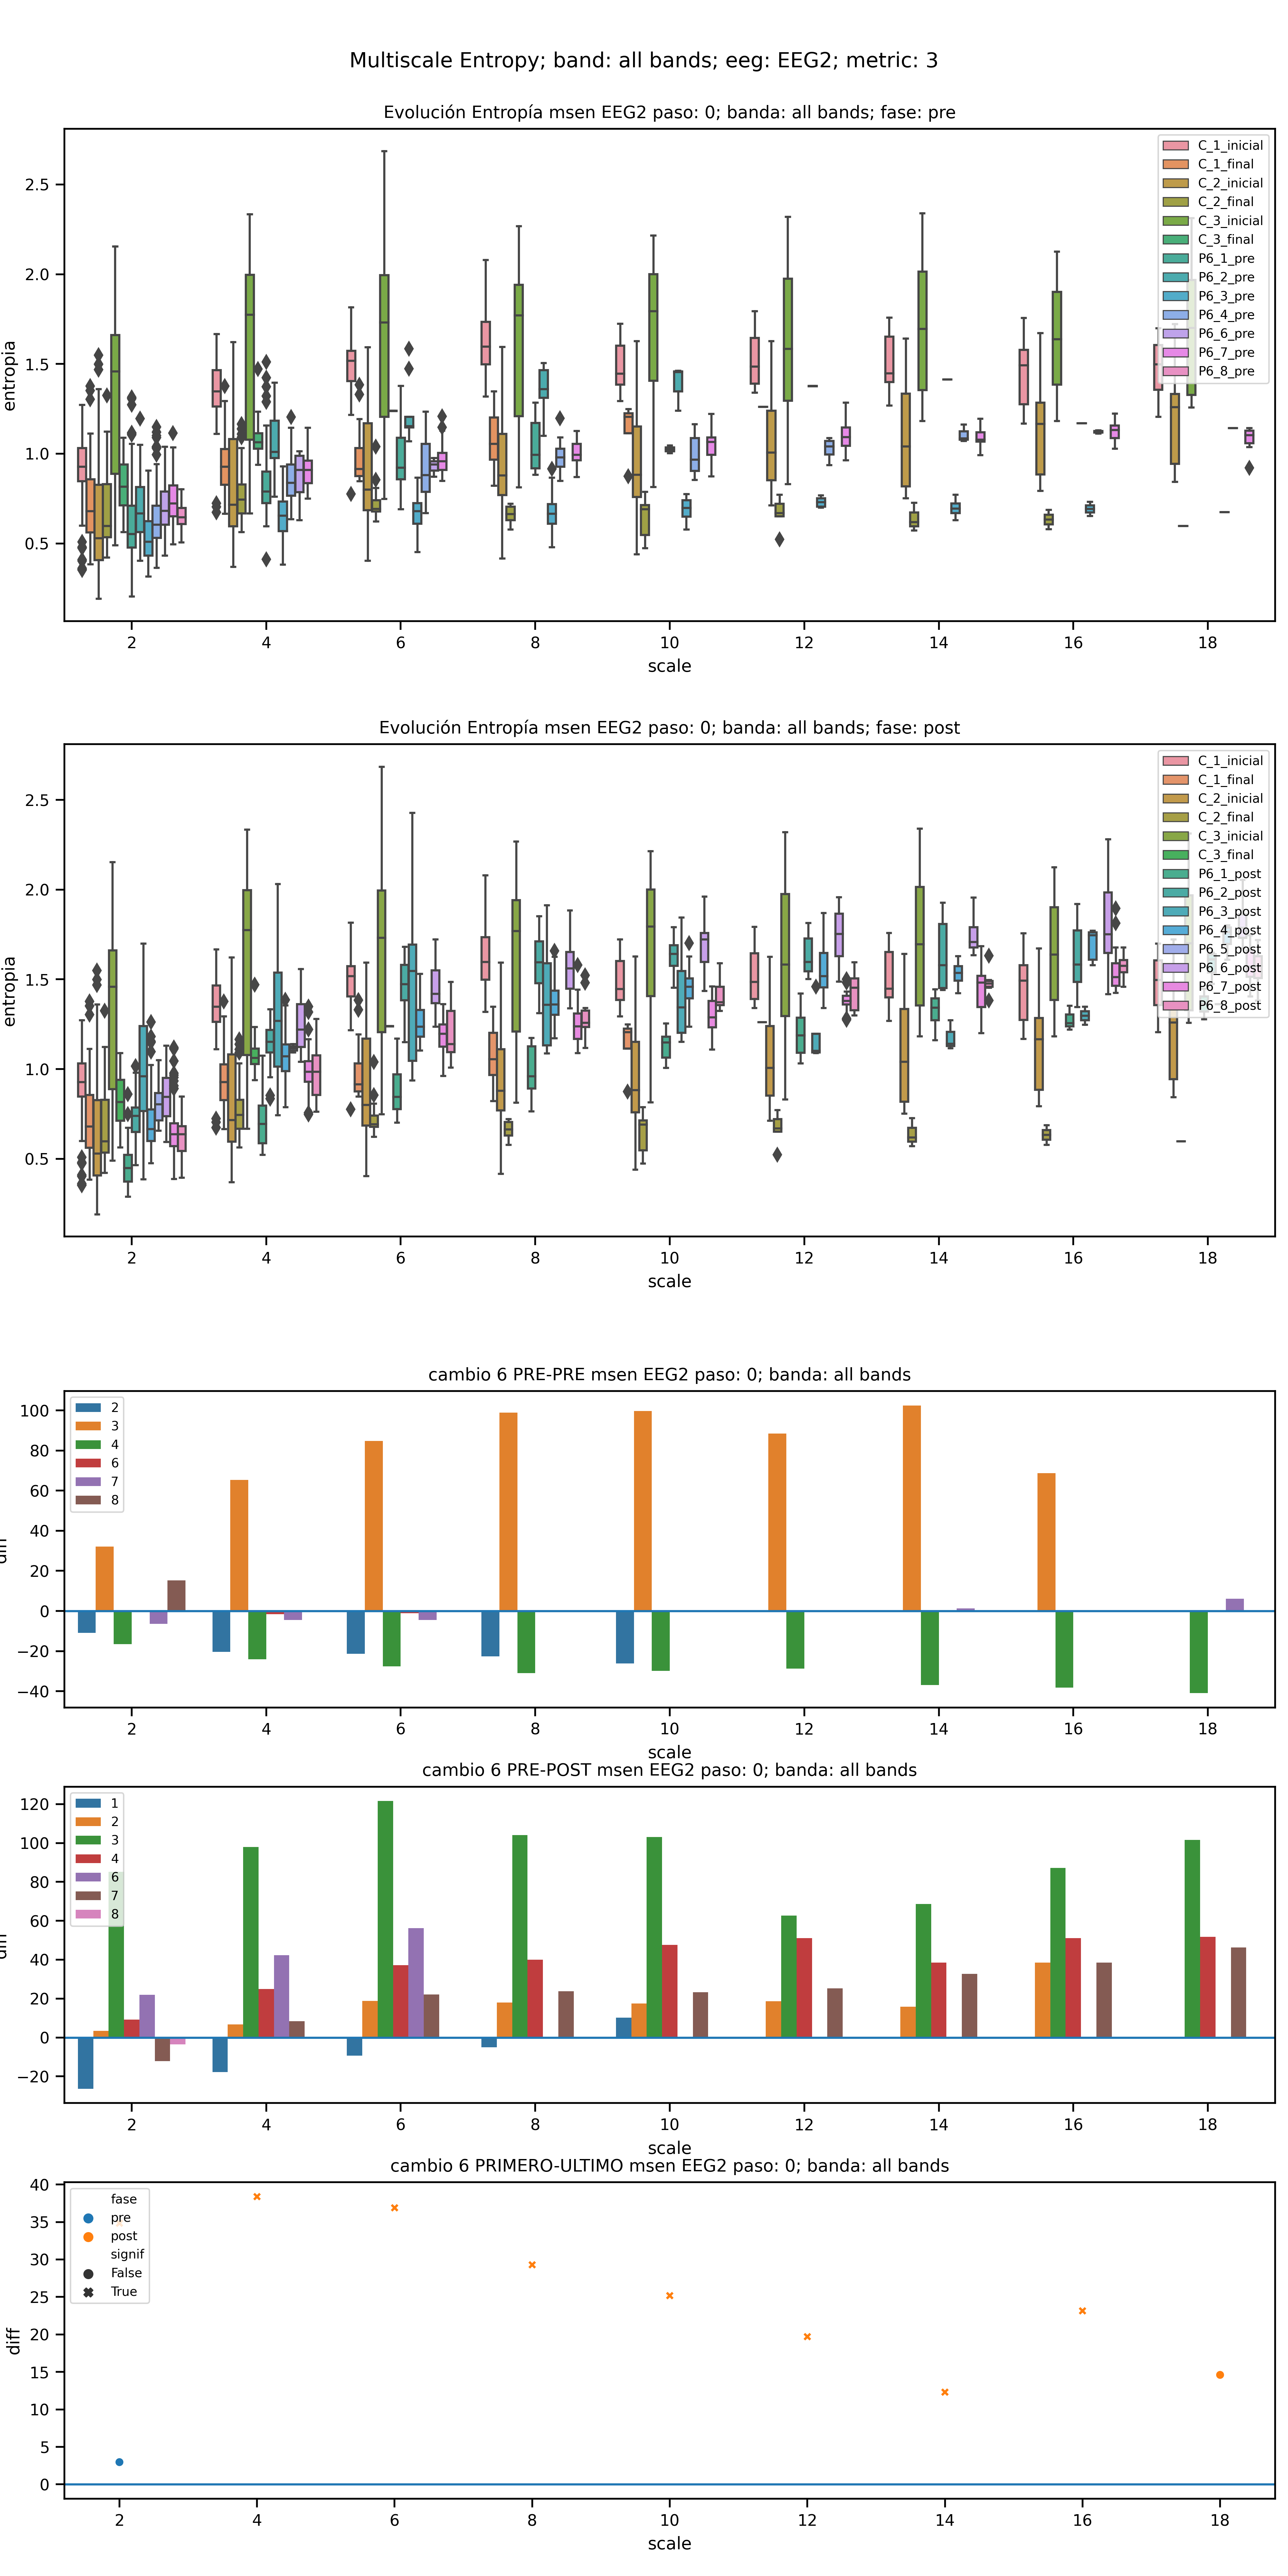 Multiscale Entropy; band: all bands; eeg: EEG2; metric: 3
Evolución Entropía msen EEG2 paso: 0; banda: all bands; fase: pre
entropia
2.5
2.0
1.5
1.0
0.5
C_1_inicial
C_1_final
C_2_inicial
C_2_final
C_3_inicial
C_3_final
P6_1_pre
P6_2_pre
P6_3_pre
P6_4_pre
P6_6_pre
P6_7_pre
P6_8_pre
2 4 6 8 10 12 14 16 18
scale
Evolución Entropía msen EEG2 paso: 0; banda: all bands; fase: post
entropia
2.5
2.0
1.5
1.0
0.5
C_1_inicial
C_1_final
C_2_inicial
C_2_final
C_3_inicial
C_3_final
P6_1_post
P6_2_post
P6_3_post
P6_4_post
P6_5_post
P6_6_post
P6_7_post
P6_8_post
2 4 6 8 10 12 14 16 18
scale
cambio 6 PRE-PRE msen EEG2 paso: 0; banda: all bands
diff
100
80
60
40
20
0
−20
−40
2
3
4
6
7
8
2 4 6 8 10 12 14 16 18
scale
cambio 6 PRE-POST msen EEG2 paso: 0; banda: all bands
diff
120
100
80
60
40
20
0
−20
1
2
3
4
6
7
8
2 4 6 8 10 12 14 16 18
scale
cambio 6 PRIMERO-ULTIMO msen EEG2 paso: 0; banda: all bands
diff
40
35
30
25
20
15
10
5
0
fase
pre
post
signif
False
True
2 4 6 8 10 12 14 16 18
scale